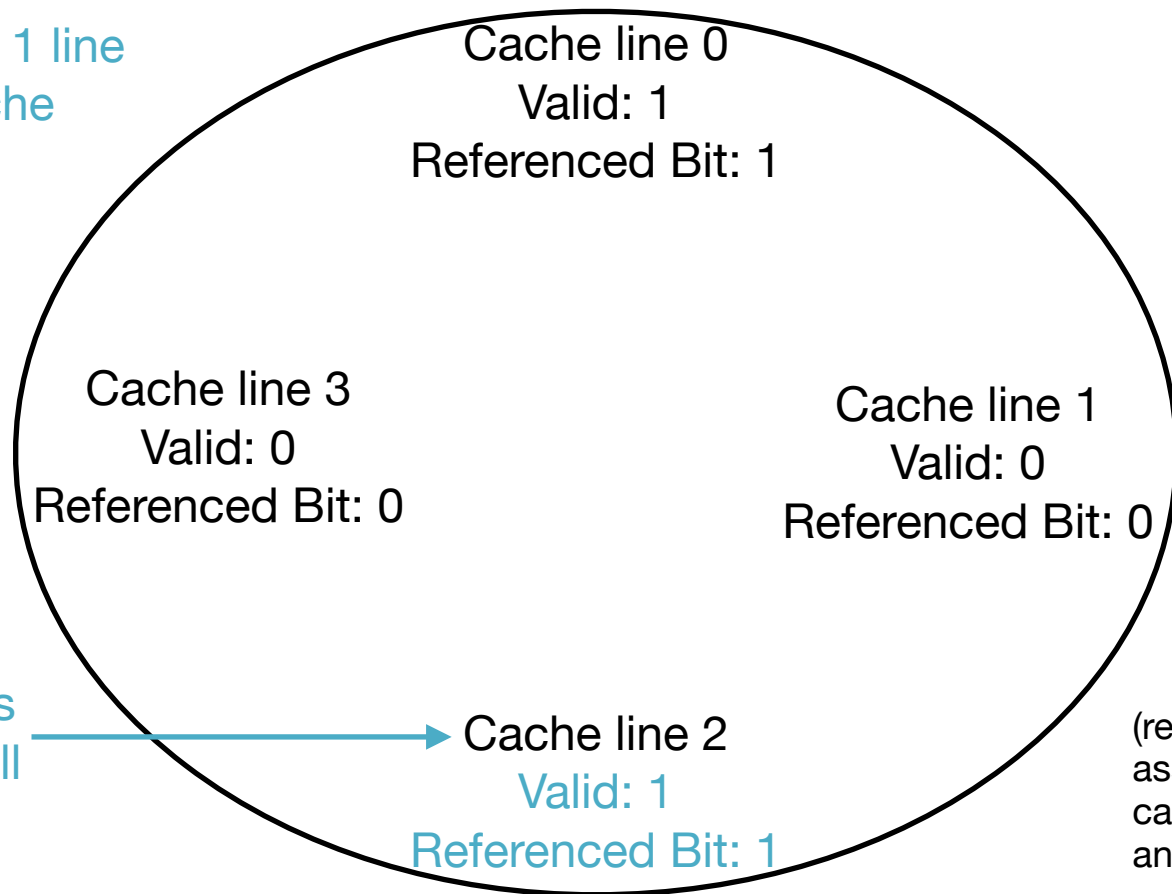 1 line
che
Cache line 0
Valid: 1
Referenced Bit: 1
Cache line 3
Valid: 0
Referenced Bit: 0
Cache line 1
Valid: 0
Referenced Bit: 0
s
ll
Cache line 2
Valid: 1
Referenced Bit: 1
(re
as
ca
an